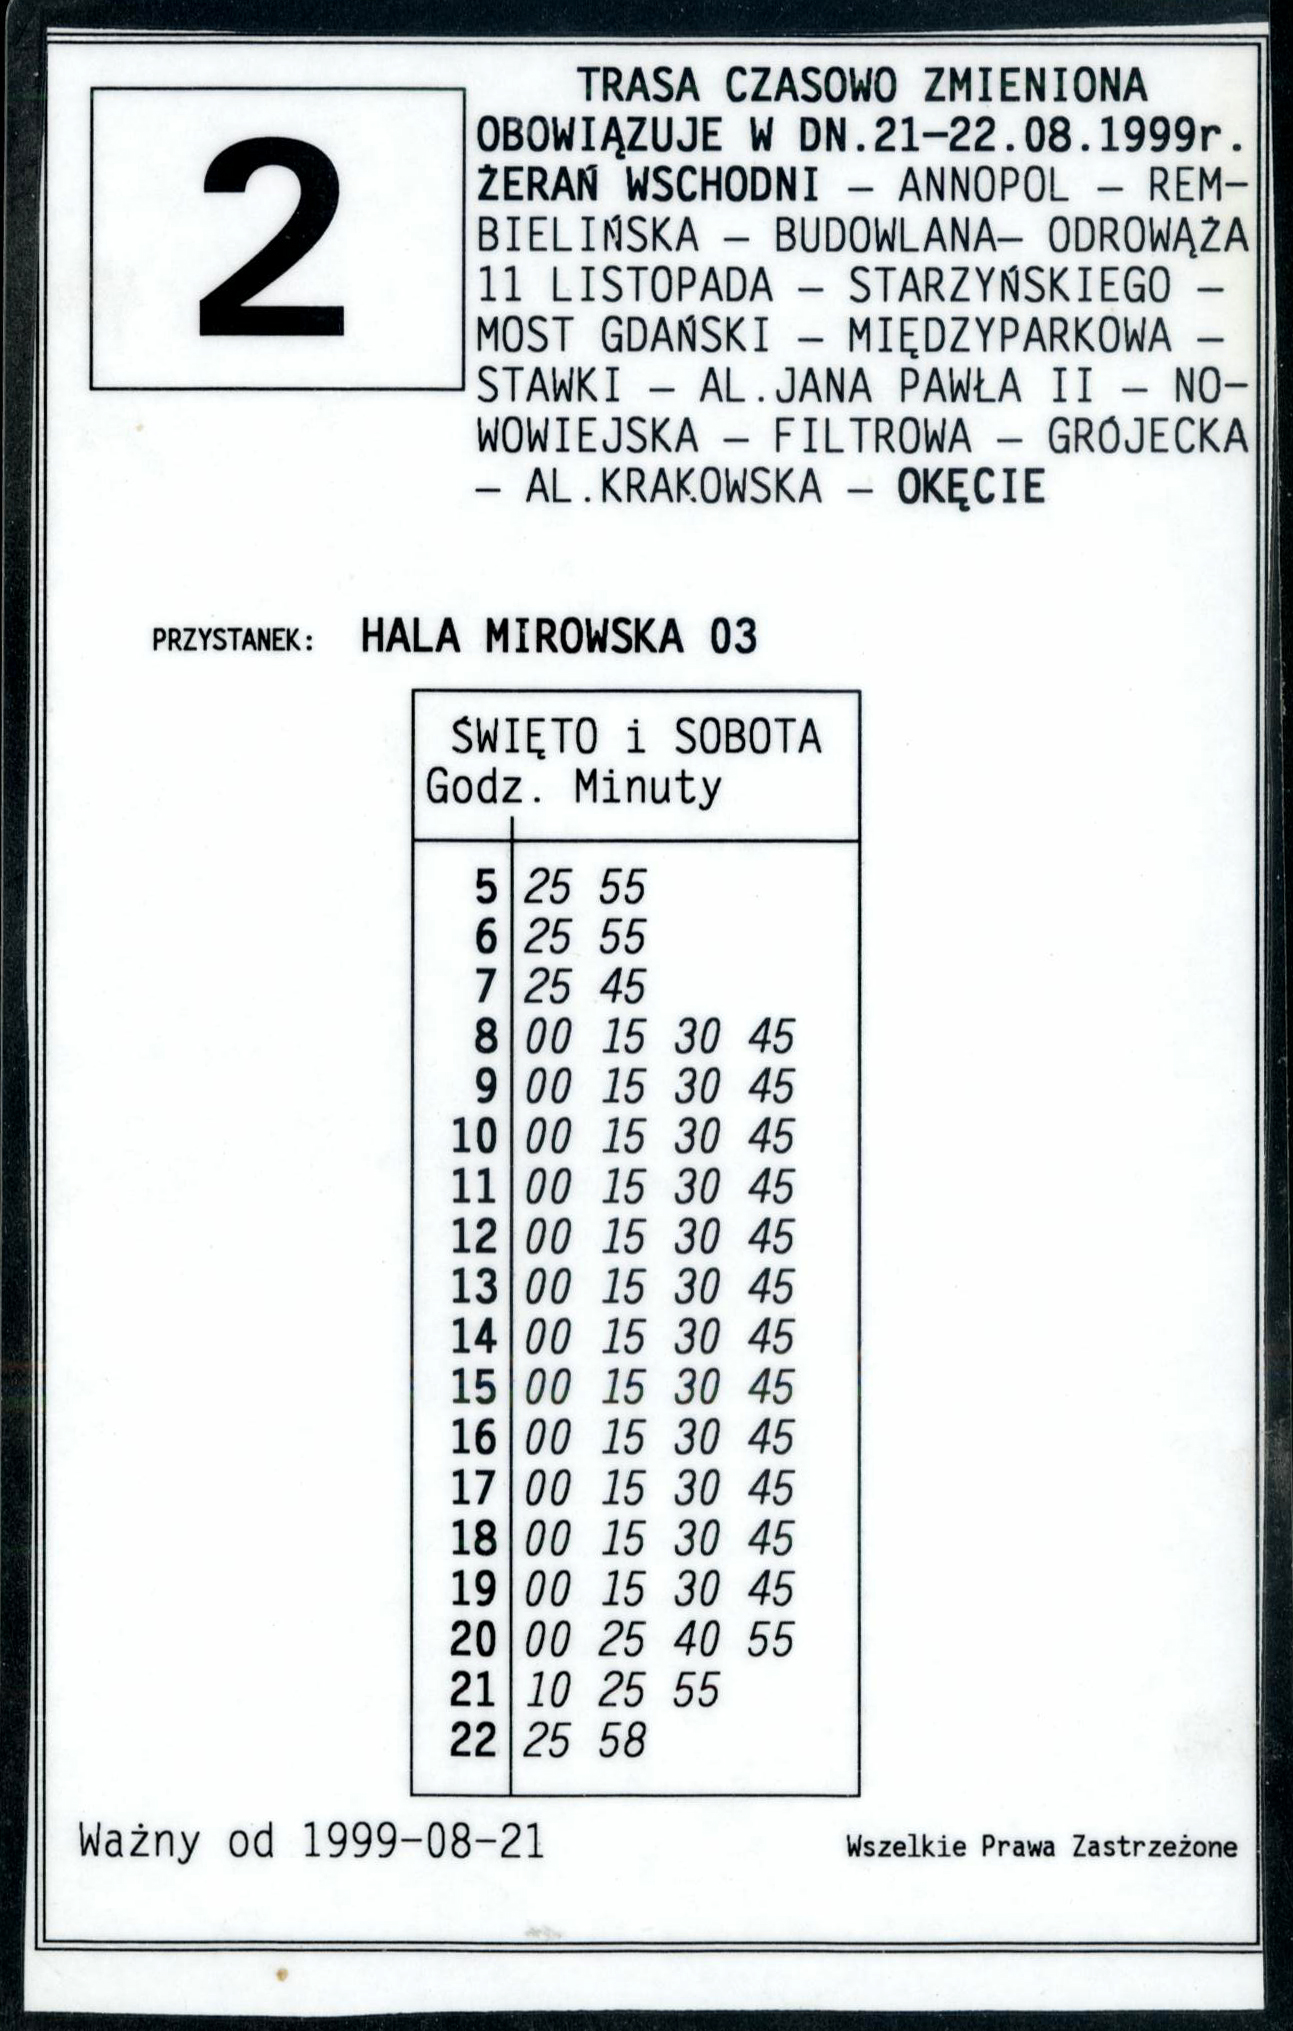 2
TRASA CZASOWO ZMIENIONA
OBOWIĄZUJE W DN.21–22.08.1999r.
ŻERAŃ WSCHODNI – ANNOPOL – REM–
BIELIŃSKA – BUDOWLANA– ODROWĄŻA
11 LISTOPADA – STARZYŃSKIEGO –
MOST GDAŃSKI – MIĘDZYPARKOWA –
STAWKI – AL.JANA PAWŁA II – NO–
WOWIEJSKA – FILTROWA – GRÓJECKA
– AL.KRAKOWSKA – OKĘCIE
PRZYSTANEK: HALA MIROWSKA 03
ŚWIĘTO i SOBOTA
Godz. Minuty
5 25 55
6 25 55
7 25 45
8 00 15 30 45
9 00 15 30 45
10 00 15 30 45
11 00 15 30 45
12 00 15 30 45
13 00 15 30 45
14 00 15 30 45
15 00 15 30 45
16 00 15 30 45
17 00 15 30 45
18 00 15 30 45
19 00 15 30 45
20 00 25 40 55
21 10 25 55
22 25 58
Ważny od 1999–08–21
Wszelkie Prawa Zastrzeżone